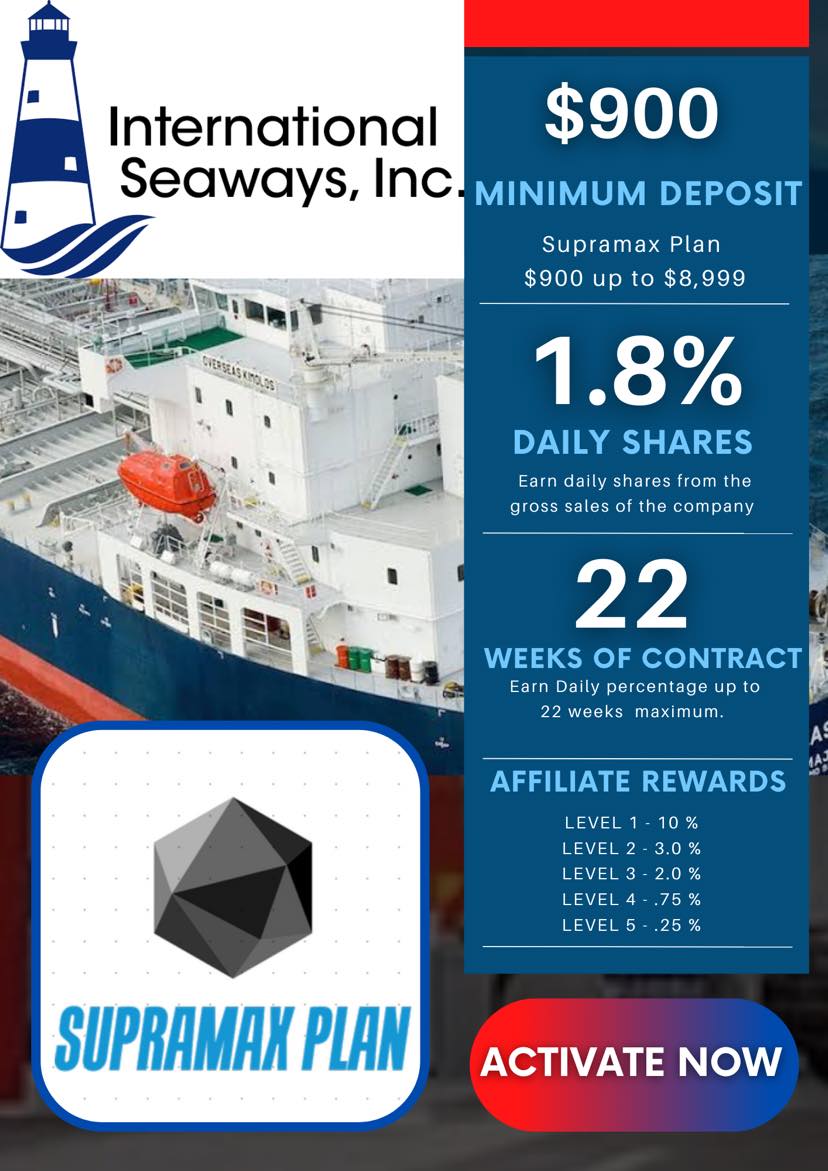 International
Seaways, Inc.
OVERSEAS KIMOLOS
SUPRAMAX PLAN
$900
MINIMUM DEPOSIT
Supramax Plan
$900 up to $8,999
1.8%
DAILY SHARES
Earn daily shares from the
gross sales of the company
22
WEEKS OF CONTRACT
Earn Daily percentage up to
22 weeks maximum.
AFFILIATE REWARDS
LEVEL 1 - 10 %
LEVEL 2 - 3.0 %
LEVEL 3 - 2.0 %
LEVEL 4 - .75 %
LEVEL 5 - .25 %
ACTIVATE NOW